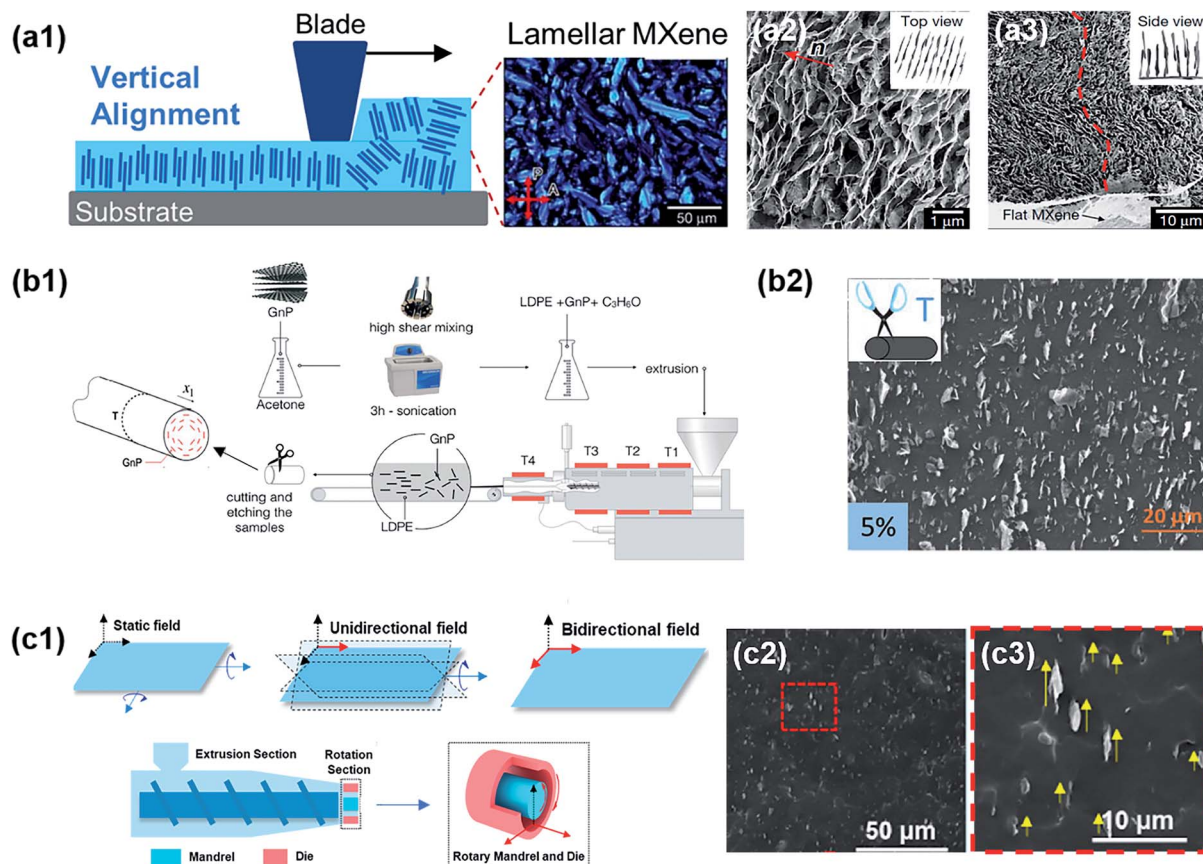 (a1)
Blade
Vertical
Alignment
Substrate
Lamellar MXene
P
A
50 µm
(a2)
n
Top view
1 µm
(a3)
Side view
Flat MXene
10 µm
(b1)
GnP
Acetone
high shear mixing
3h - sonication
LDPE +GnP+ C₃H₆O
extrusion
x₁
T
GnP
cutting and
etching the
samples
GnP
LDPE
T4
T3
T2
T1
(b2)
T
5%
20 µm
(c1)
Static field
Unidirectional field
Bidirectional field
Extrusion Section
Rotation
Section
Mandrel
Die
Rotary Mandrel and Die
(c2)
50 µm
(c3)
10 µm